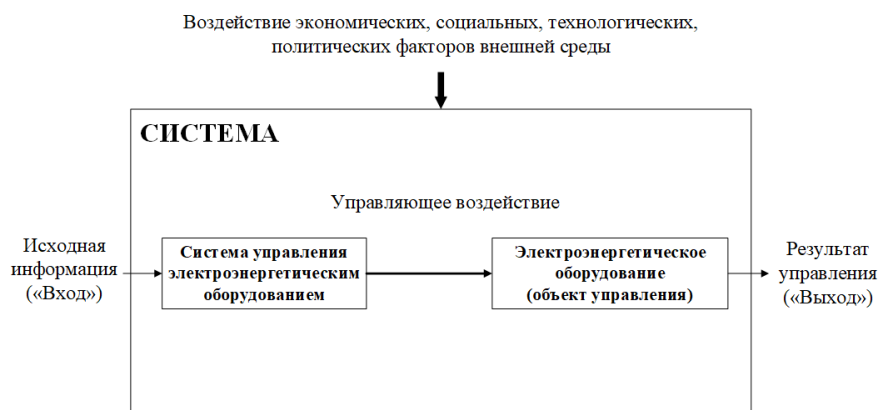 Воздействие экономических, социальных, технологических,
политических факторов внешней среды
СИСТЕМА
Управляющее воздействие
Исходная
информация
(«Вход»)
Система управления
электроэнергетическим
оборудованием
Электроэнергетическое
оборудование
(объект управления)
Результат
управления
(«Выход»)